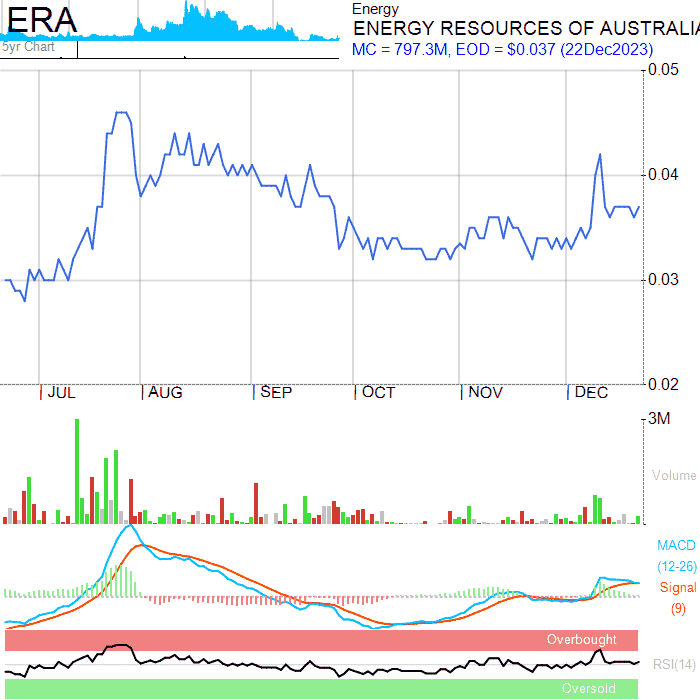 ERA
5yr Chart
Energy
ENERGY RESOURCES OF AUSTRALIA
MC = 797.3M, EOD = $0.037 (22Dec2023)
0.05
0.04
0.03
0.02
JUL
AUG
SEP
OCT
NOV
DEC
3M
Volume
MACD
(12-26)
Signal
(9)
Overbought
RSI(14)
Oversold